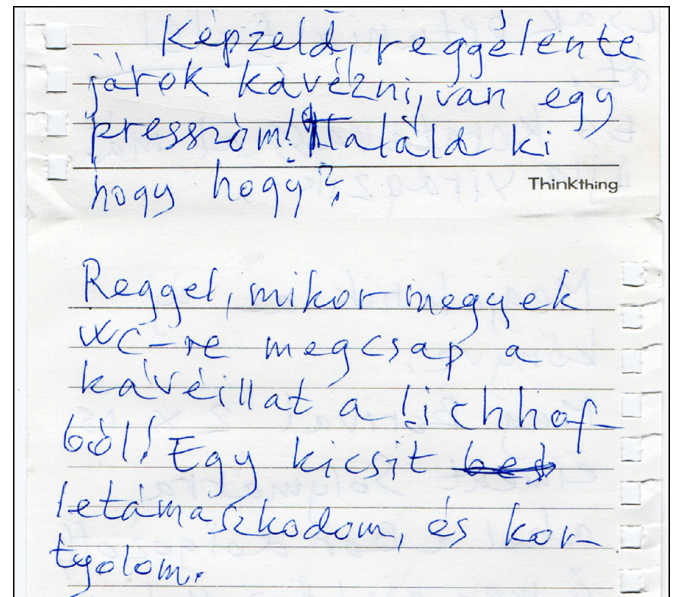 Képzeld, reggelente
járok kávézni, van egy
presszóm! Találd ki
hogy hogy?
Thinkthing
Reggel, mikor megyek
WC-re megcsap a
kávéillat a lichhof-
ból! Egy kicsit
letámaszkodom, és kor-
tyolom.